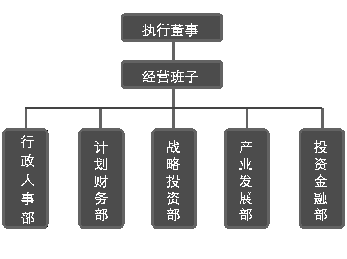 执行董事
经营班子
行政人事部
计划财务部
战略投资部
产业发展部
投资金融部